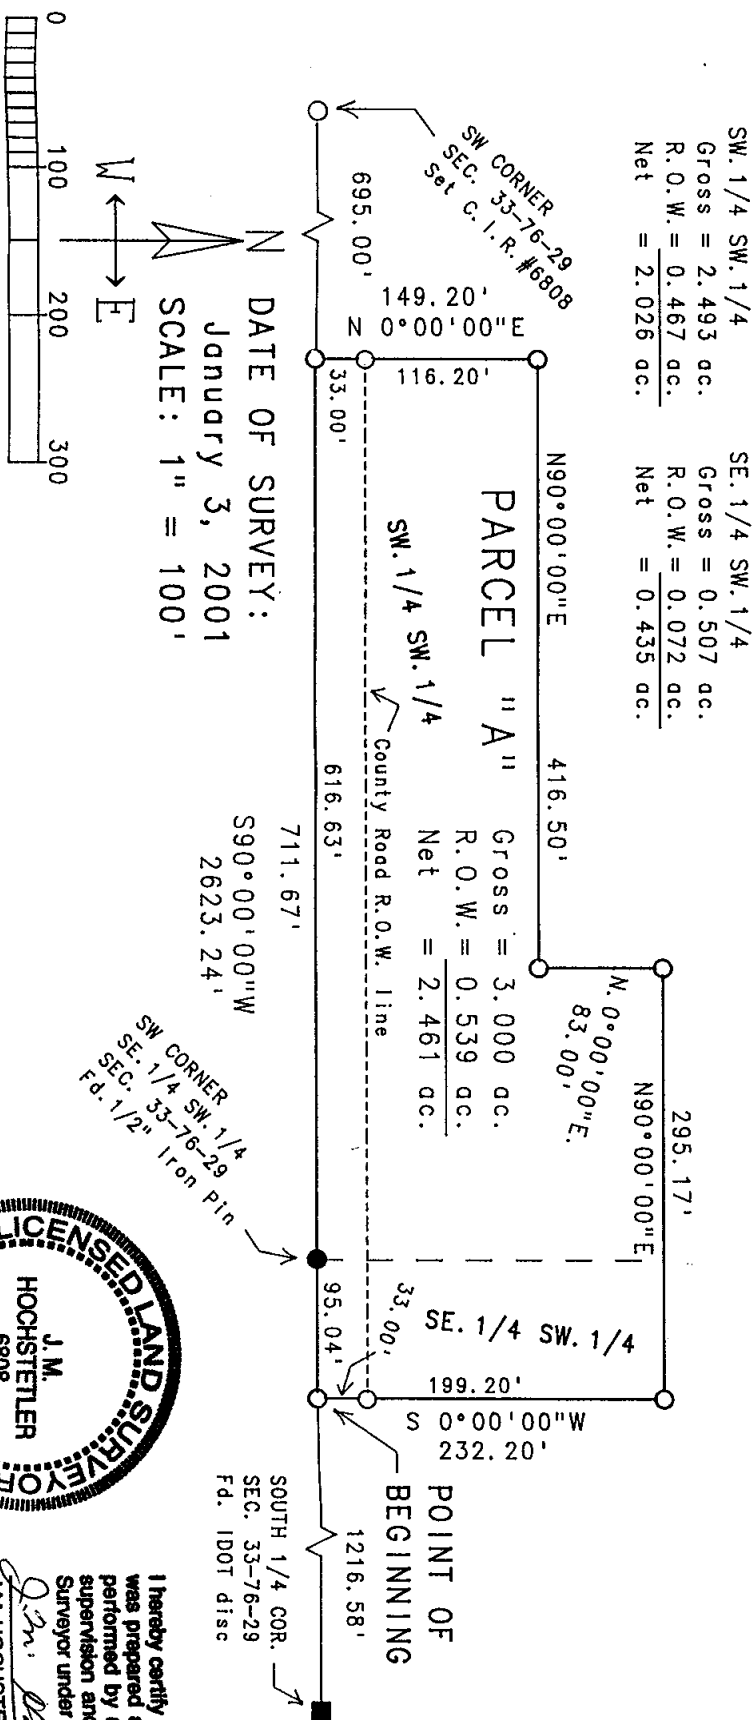 SW. 1/4 SW. 1/4
Gross = 2.493 ac.
R.O.W. = 0.467 ac.
Net = 2.026 ac.
SE. 1/4 SW. 1/4
Gross = 0.507 ac.
R.O.W. = 0.072 ac.
Net = 0.435 ac.
295.17'
N90°00'00"E
N90°00'00"E
416.50'
N. 0°00'00"E.
83.00'
PARCEL "A"
Gross = 3.000 ac.
R.O.W. = 0.539 ac.
Net = 2.461 ac.
149.20'
N 0°00'00"E
116.20'
33.00'
SW. 1/4 SW. 1/4
County Road R.O.W. line
SE. 1/4 SW. 1/4
33.00'
199.20'
S 0°00'00"W
232.20'
SW CORNER
SEC. 33-76-29
Set C.I.R. #6808
695.00'
616.63'
95.04'
1216.58'
711.67'
S90°00'00"W
2623.24'
POINT OF
BEGINNING
SW CORNER
SE. 1/4 SW. 1/4
SEC. 33-76-29
Fd. 1/2" Iron Pin
SOUTH 1/4 COR.
SEC. 33-76-29
Fd. IDOT disc
N
W E
DATE OF SURVEY:
January 3, 2001
SCALE: 1" = 100'
0 100 200 300
LICENSED LAND SURVEYOR
J. M.
HOCHSTETLER
6808
I hereby certify
was prepared
performed by
supervision and
Surveyor under